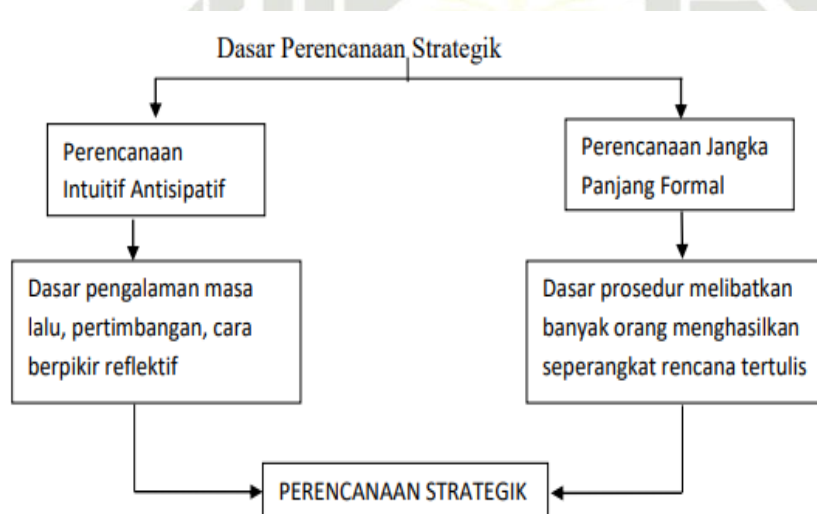 Dasar Perencanaan Strategik
Perencanaan
Intuitif Antisipatif
Perencanaan Jangka
Panjang Formal
Dasar pengalaman masa
lalu, pertimbangan, cara
berpikir reflektif
Dasar prosedur melibatkan
banyak orang menghasilkan
seperangkat rencana tertulis
PERENCANAAN STRATEGIK